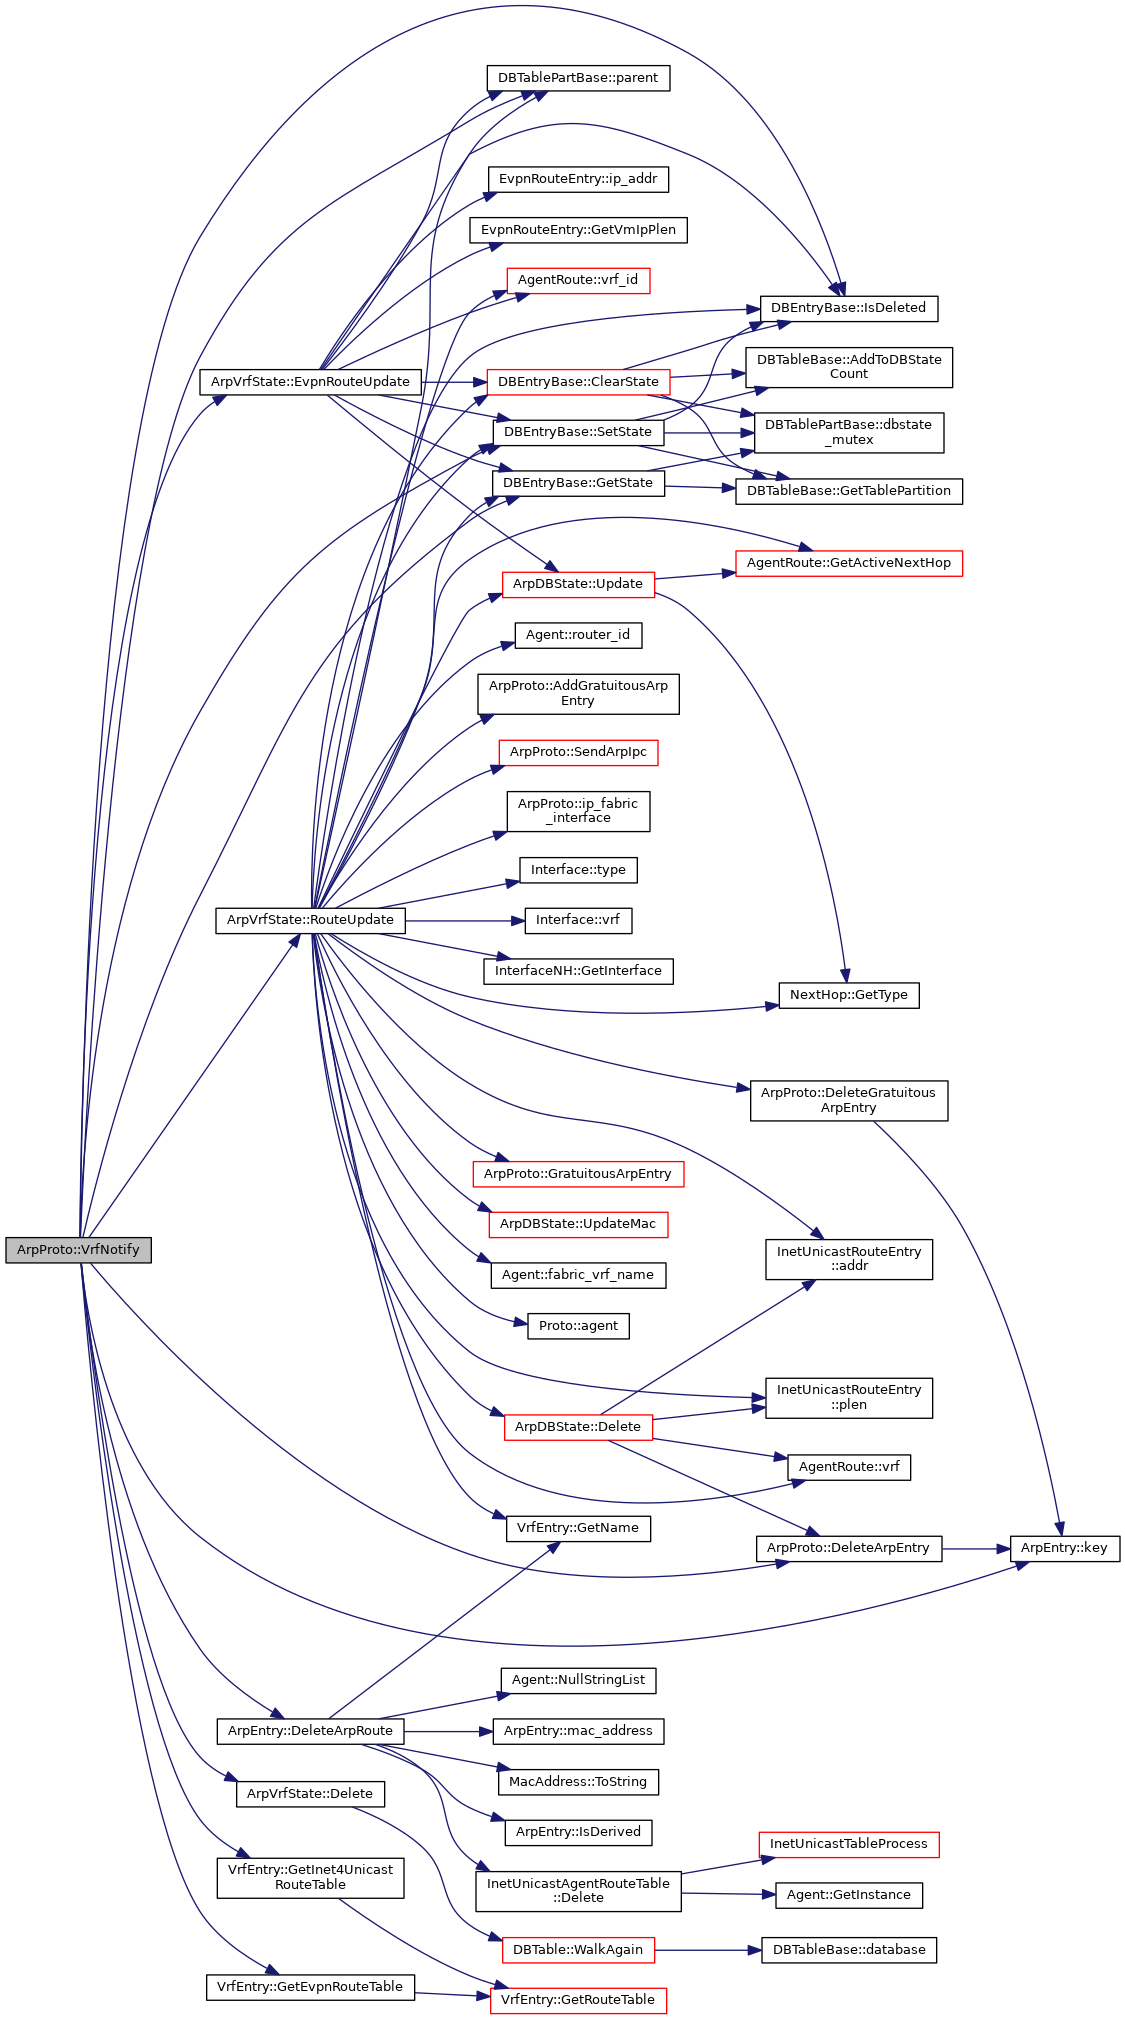 DBTablePartBase::parent
EvpnRouteEntry::ip_addr
EvpnRouteEntry::GetVmIpPlen
AgentRoute::vrf_id
DBEntryBase::IsDeleted
ArpVrfState::EvpnRouteUpdate
DBEntryBase::ClearState
DBTableBase::AddToDBState
Count
DBEntryBase::SetState
DBTablePartBase::dbstate
_mutex
DBEntryBase::GetState
DBTableBase::GetTablePartition
AgentRoute::GetActiveNextHop
ArpDBState::Update
Agent::router_id
ArpProto::AddGratuitousArp
Entry
ArpProto::SendArpIpc
ArpProto::ip_fabric
_interface
Interface::type
ArpVrfState::RouteUpdate
Interface::vrf
InterfaceNH::GetInterface
NextHop::GetType
ArpProto::DeleteGratuitous
ArpEntry
ArpProto::GratuitousArpEntry
ArpDBState::UpdateMac
ArpProto::VrfNotify
InetUnicastRouteEntry
::addr
Agent::fabric_vrf_name
Proto::agent
InetUnicastRouteEntry
::plen
ArpDBState::Delete
AgentRoute::vrf
VrfEntry::GetName
ArpProto::DeleteArpEntry
ArpEntry::key
Agent::NullStringList
ArpEntry::DeleteArpRoute
ArpEntry::mac_address
MacAddress::ToString
ArpVrfState::Delete
ArpEntry::IsDerived
InetUnicastTableProcess
VrfEntry::GetInet4Unicast
RouteTable
InetUnicastAgentRouteTable
::Delete
Agent::GetInstance
DBTable::WalkAgain
DBTableBase::database
VrfEntry::GetEvpnRouteTable
VrfEntry::GetRouteTable